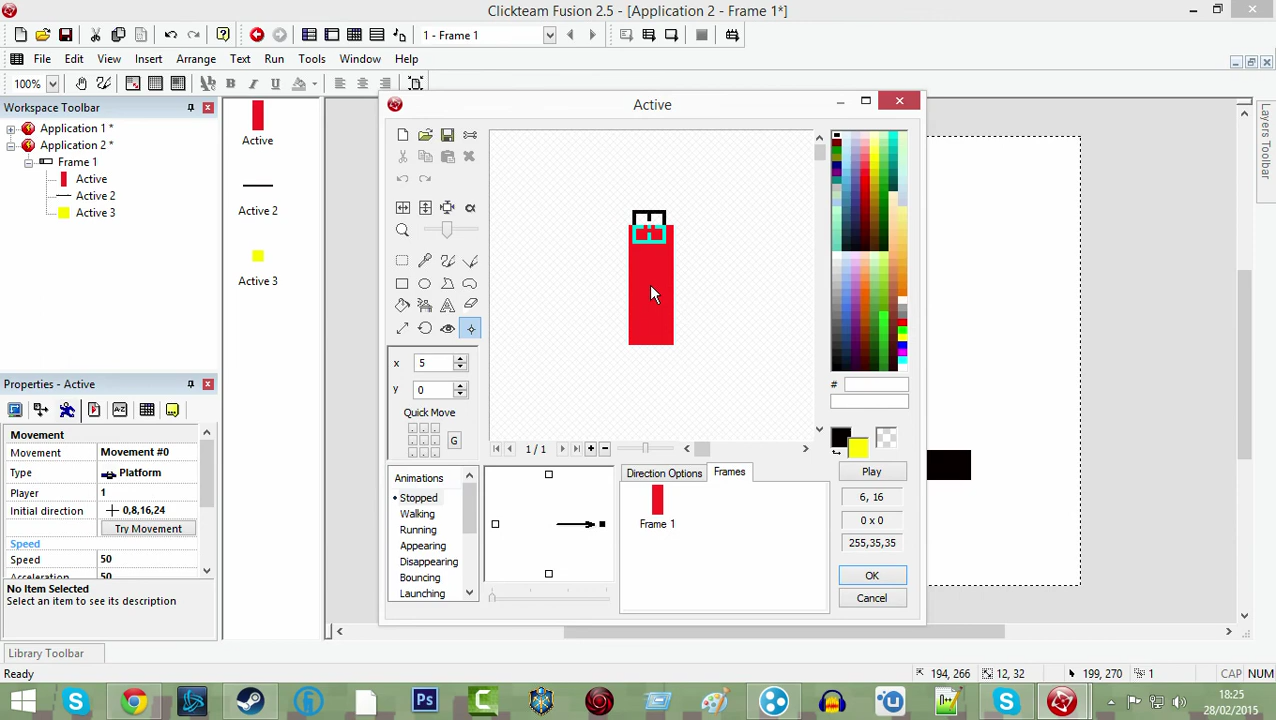 Clickteam Fusion 2.5 - [Application 2 - Frame 1*]
1 - Frame 1
File Edit View Insert Arrange Text Run Tools Window Help
100%
B I A
Workspace Toolbar
Application 1 *
Application 2 *
Frame 1
Active
Active 2
Active 3
Active
Active 2
Active 3
Properties - Active
Movement
Movement Movement #0
Type Platform
Player 1
Initial direction 0,8,16,24
Try Movement
Speed
Speed 50
Acceleration 50
No Item Selected
Select an item to see its description
Library Toolbar
Ready
Active
x 5
y 0
Quick Move
G
1 / 1
Animations
Stopped
Walking
Running
Appearing
Disappearing
Bouncing
Launching
Direction Options Frames
Frame 1
#
Play
6, 16
0 x 0
255,35,35
OK
Cancel
Layers Toolbar
194, 266 12, 32 199, 270 1 CAP NUM
Ps
18:25
28/02/2015